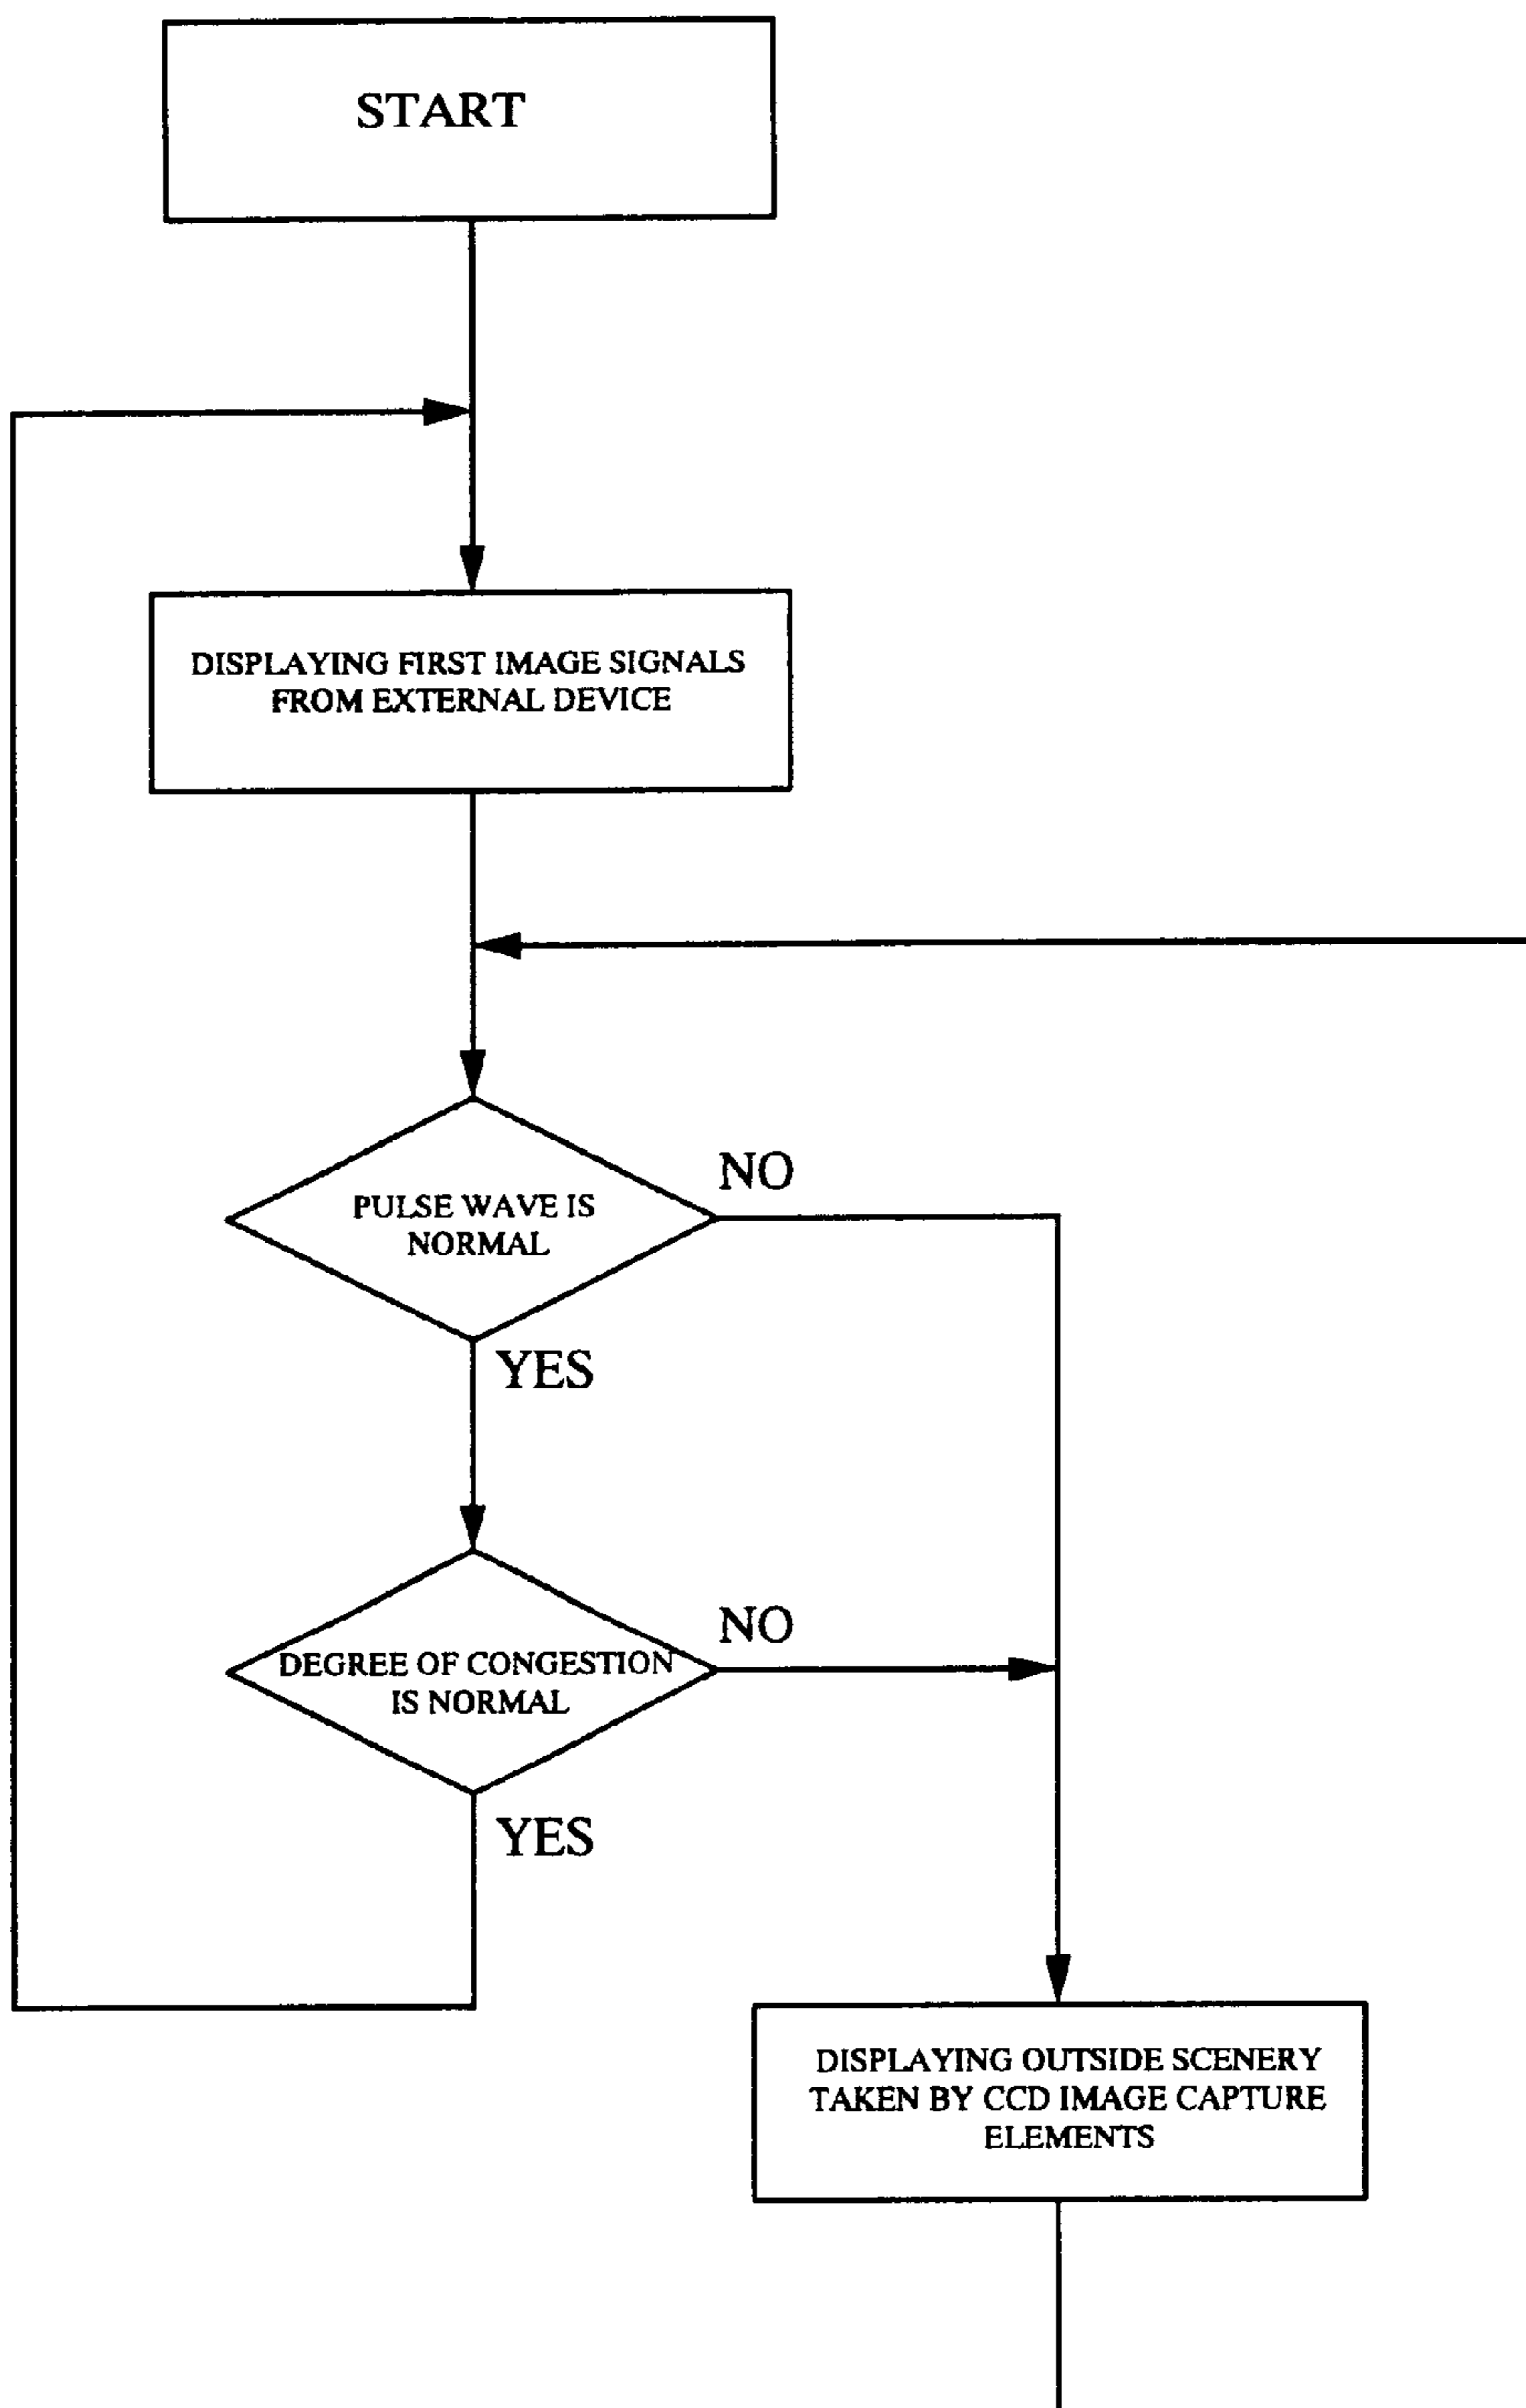 START
DISPLAYING FIRST IMAGE SIGNALS
FROM EXTERNAL DEVICE
PULSE WAVE IS
NORMAL
NO
YES
DEGREE OF CONGESTION
IS NORMAL
NO
YES
DISPLAYING OUTSIDE SCENERY
TAKEN BY CCD IMAGE CAPTURE
ELEMENTS